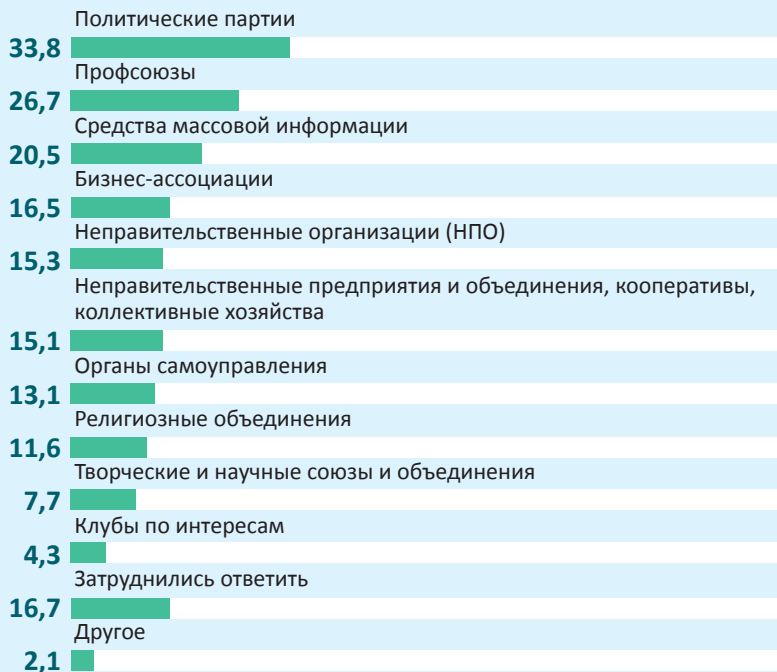 Политические партии
33,8
Профсоюзы
26,7
Средства массовой информации
20,5
Бизнес-ассоциации
16,5
Неправительственные организации (НПО)
15,3
Неправительственные предприятия и объединения, кооперативы,
коллективные хозяйства
15,1
Органы самоуправления
13,1
Религиозные объединения
11,6
Творческие и научные союзы и объединения
7,7
Клубы по интересам
4,3
Затруднились ответить
16,7
Другое
2,1